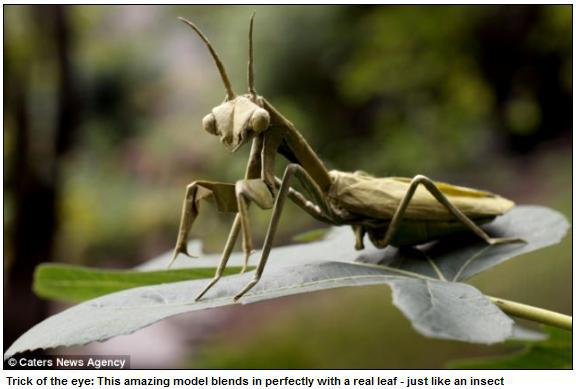 © Caters News Agency
Trick of the eye: This amazing model blends in perfectly with a real leaf - just like an insect